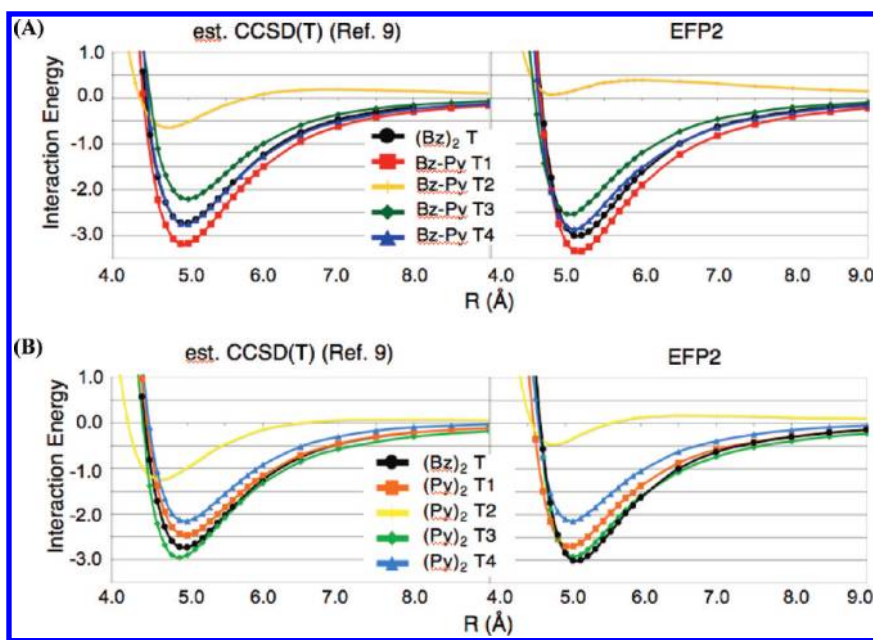 (A)
est. CCSD(T) (Ref. 9)
EFP2
Interaction Energy
1.0
0.0
-1.0
-2.0
-3.0
(Bz)₂ T
Bz-Py T1
Bz-Py T2
Bz-Py T3
Bz-Py T4
4.0 5.0 6.0 7.0 8.0 4.0 5.0 6.0 7.0 8.0 9.0
R (Å)
(B)
est. CCSD(T) (Ref. 9)
EFP2
Interaction Energy
1.0
0.0
-1.0
-2.0
-3.0
(Bz)₂ T
(Py)₂ T1
(Py)₂ T2
(Py)₂ T3
(Py)₂ T4
4.0 5.0 6.0 7.0 8.0 4.0 5.0 6.0 7.0 8.0 9.0
R (Å)